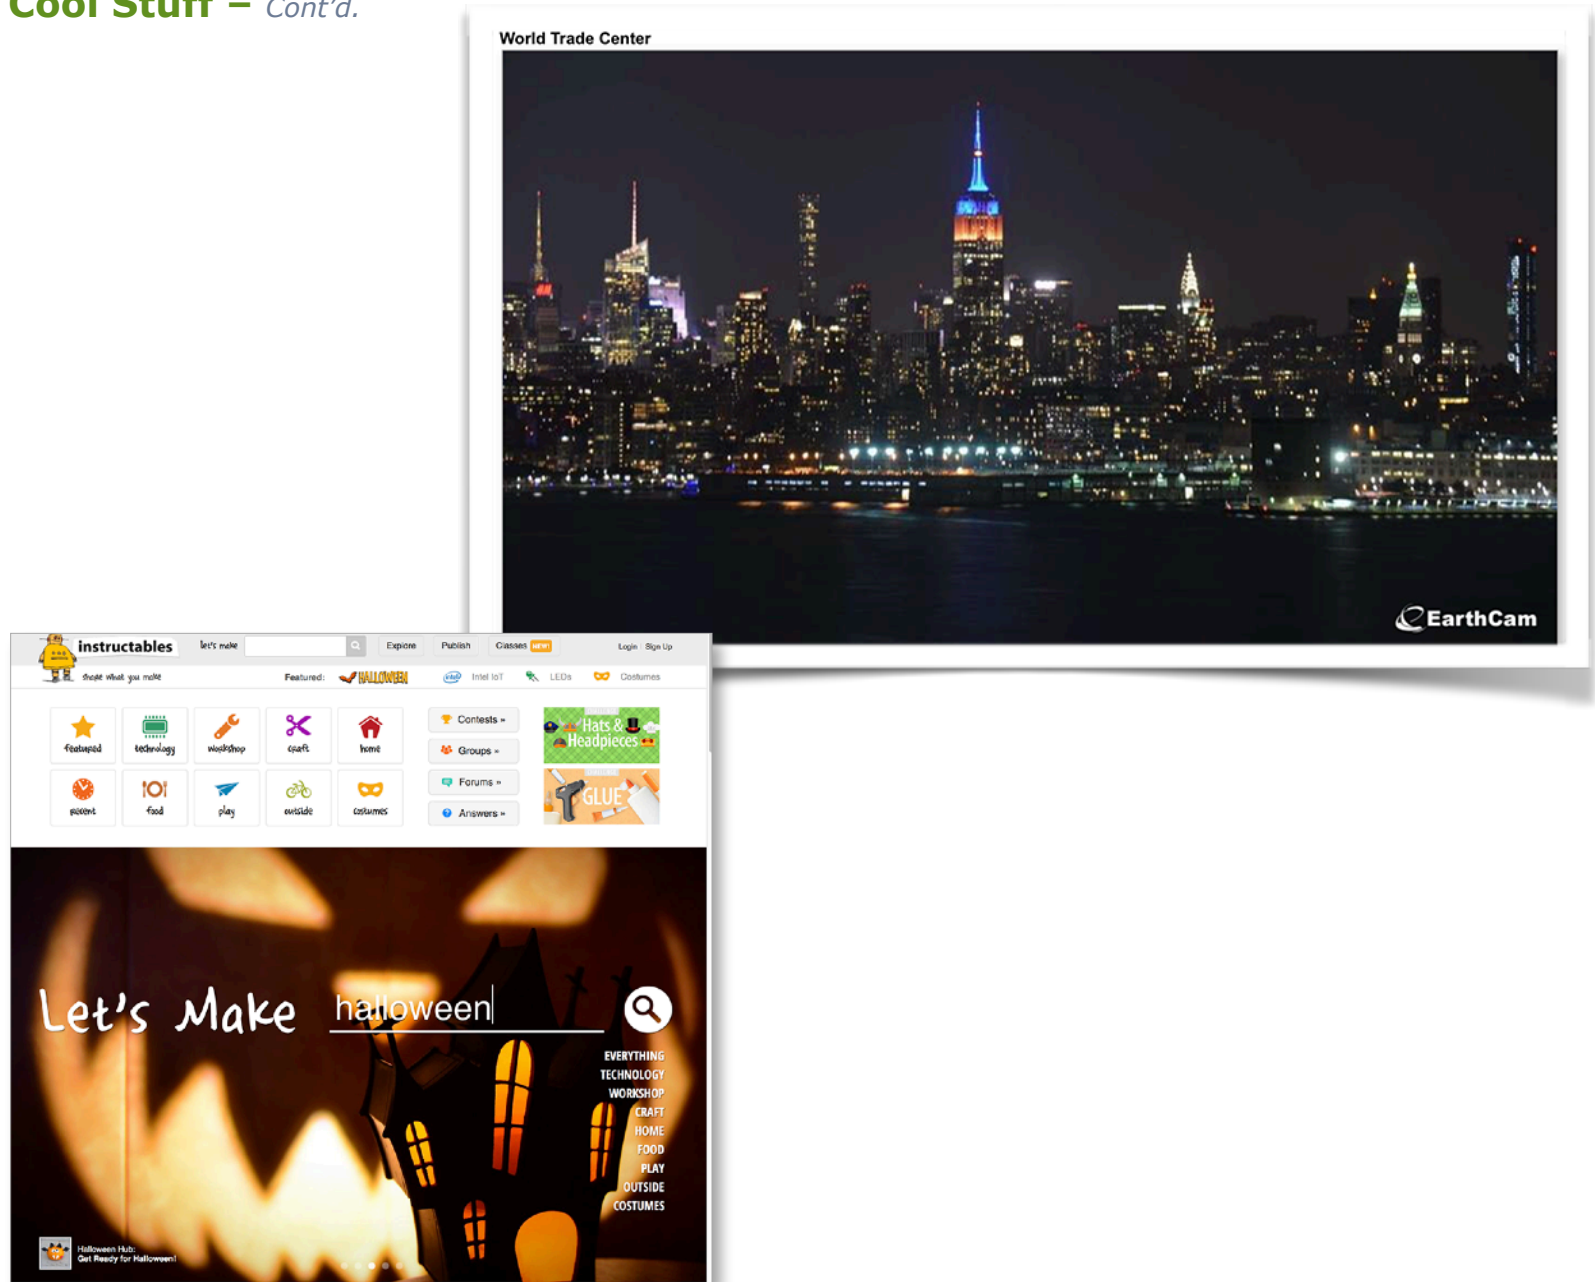 Cool Stuff – Cont'd.
World Trade Center
EarthCam
instructables let's make Explore Publish Classes NEW! Login Sign Up
share what you make Featured: HALLOWEEN intel Intel IoT LEDs Costumes
featured technology workshop craft home
recent food play outside costumes
Contests »
Groups »
Forums »
Answers »
Hats &
Headpieces
GLUE
Let's Make halloween
EVERYTHING
TECHNOLOGY
WORKSHOP
CRAFT
HOME
FOOD
PLAY
OUTSIDE
COSTUMES
Halloween Hub:
Get Ready for Halloween!